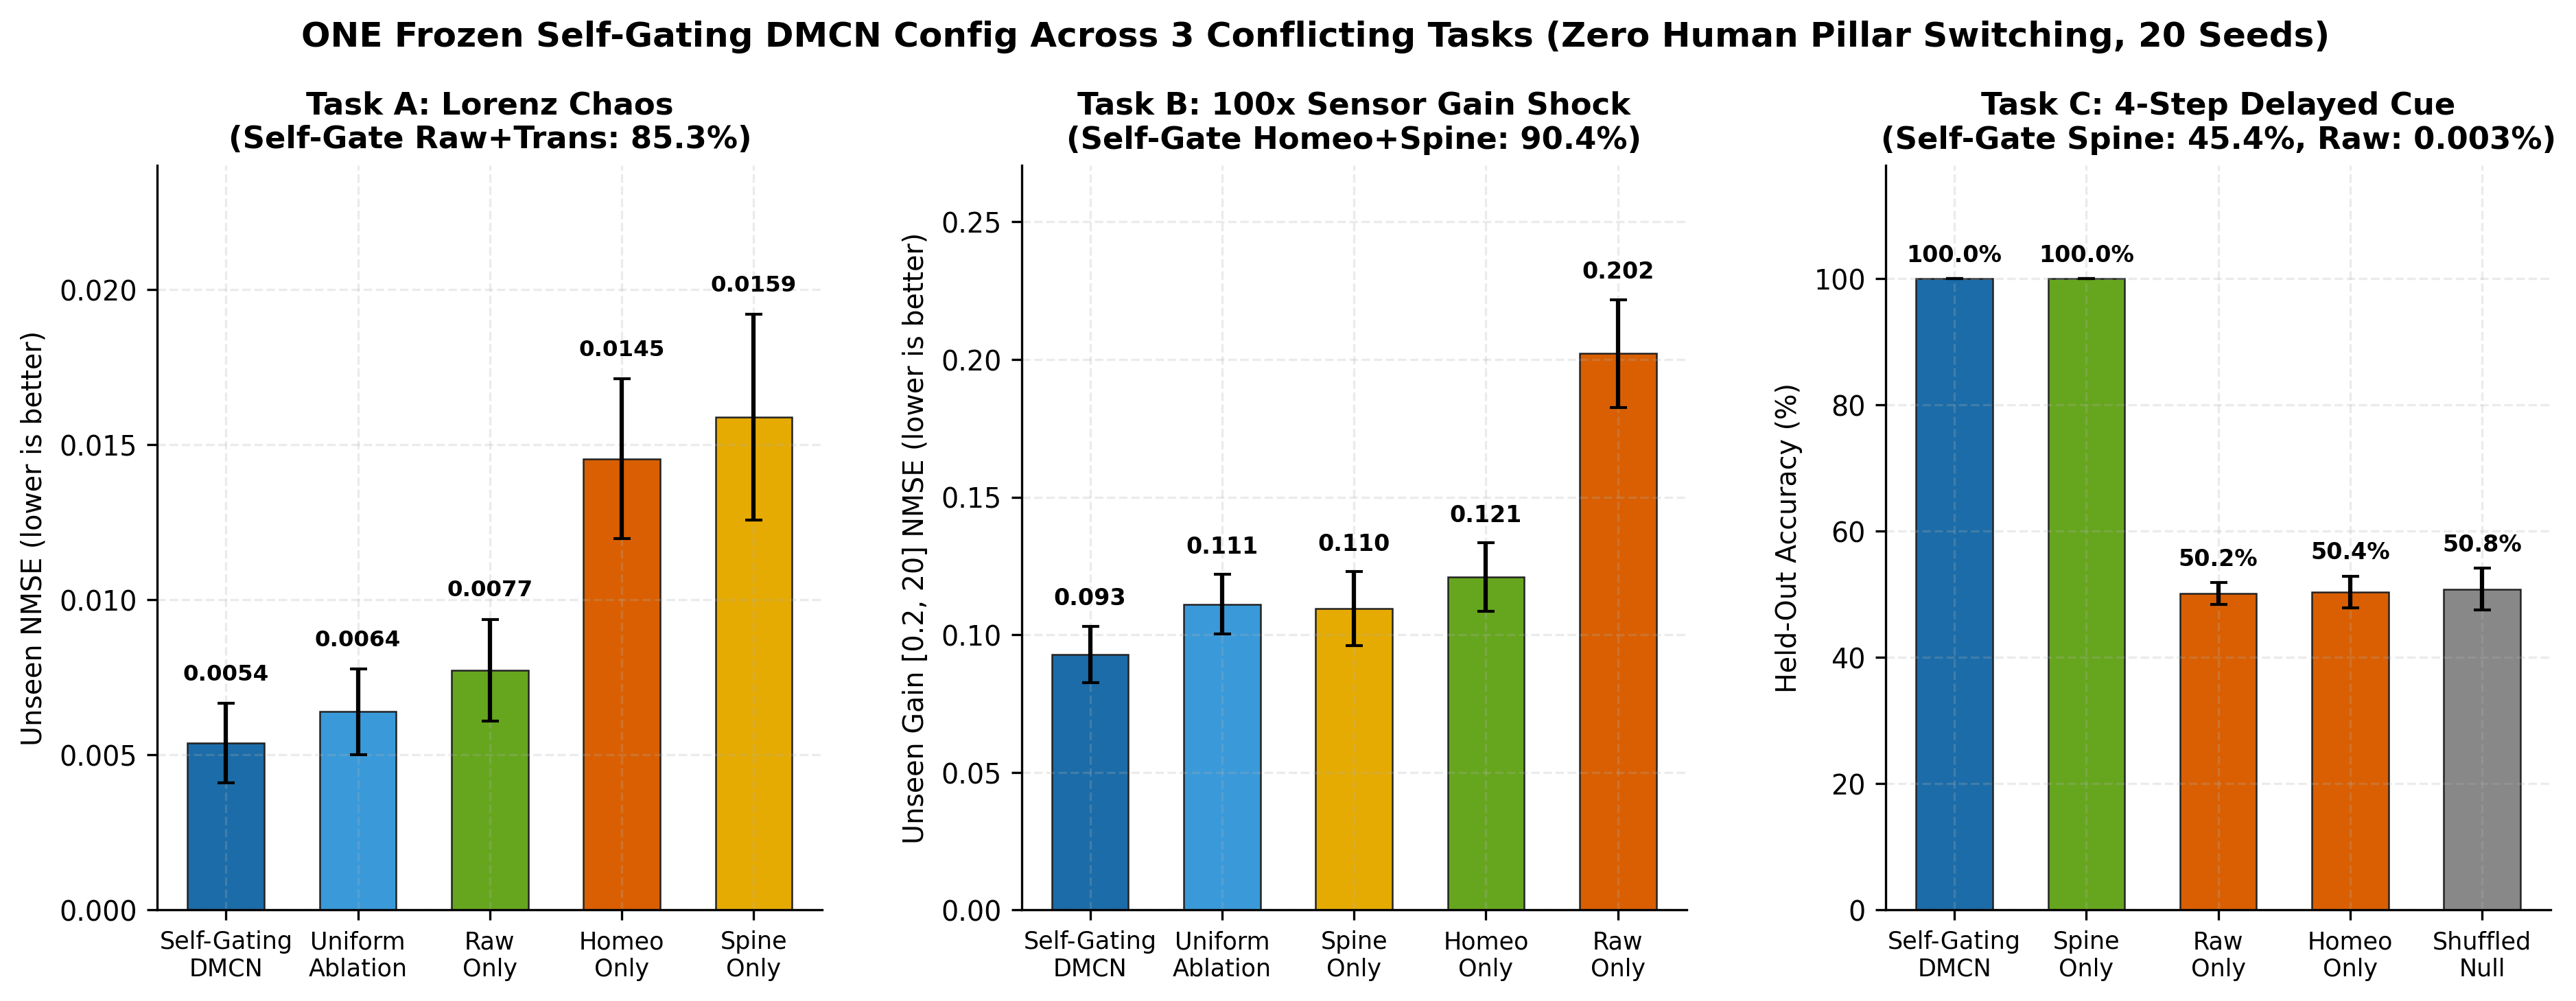 ONE Frozen Self-Gating DMCN Config Across 3 Conflicting Tasks (Zero Human Pillar Switching, 20 Seeds)
Task A: Lorenz Chaos
(Self-Gate Raw+Trans: 85.3%)
Unseen NMSE (lower is better)
0.020
0.015
0.010
0.005
0.000
0.0054
0.0064
0.0077
0.0145
0.0159
Self-Gating
DMCN
Uniform
Ablation
Raw
Only
Homeo
Only
Spine
Only
Task B: 100x Sensor Gain Shock
(Self-Gate Homeo+Spine: 90.4%)
Unseen Gain [0.2, 20] NMSE (lower is better)
0.25
0.20
0.15
0.10
0.05
0.00
0.093
0.111
0.110
0.121
0.202
Self-Gating
DMCN
Uniform
Ablation
Spine
Only
Homeo
Only
Raw
Only
Task C: 4-Step Delayed Cue
(Self-Gate Spine: 45.4%, Raw: 0.003%)
Held-Out Accuracy (%)
100
80
60
40
20
0
100.0%
100.0%
50.2%
50.4%
50.8%
Self-Gating
DMCN
Spine
Only
Raw
Only
Homeo
Only
Shuffled
Null